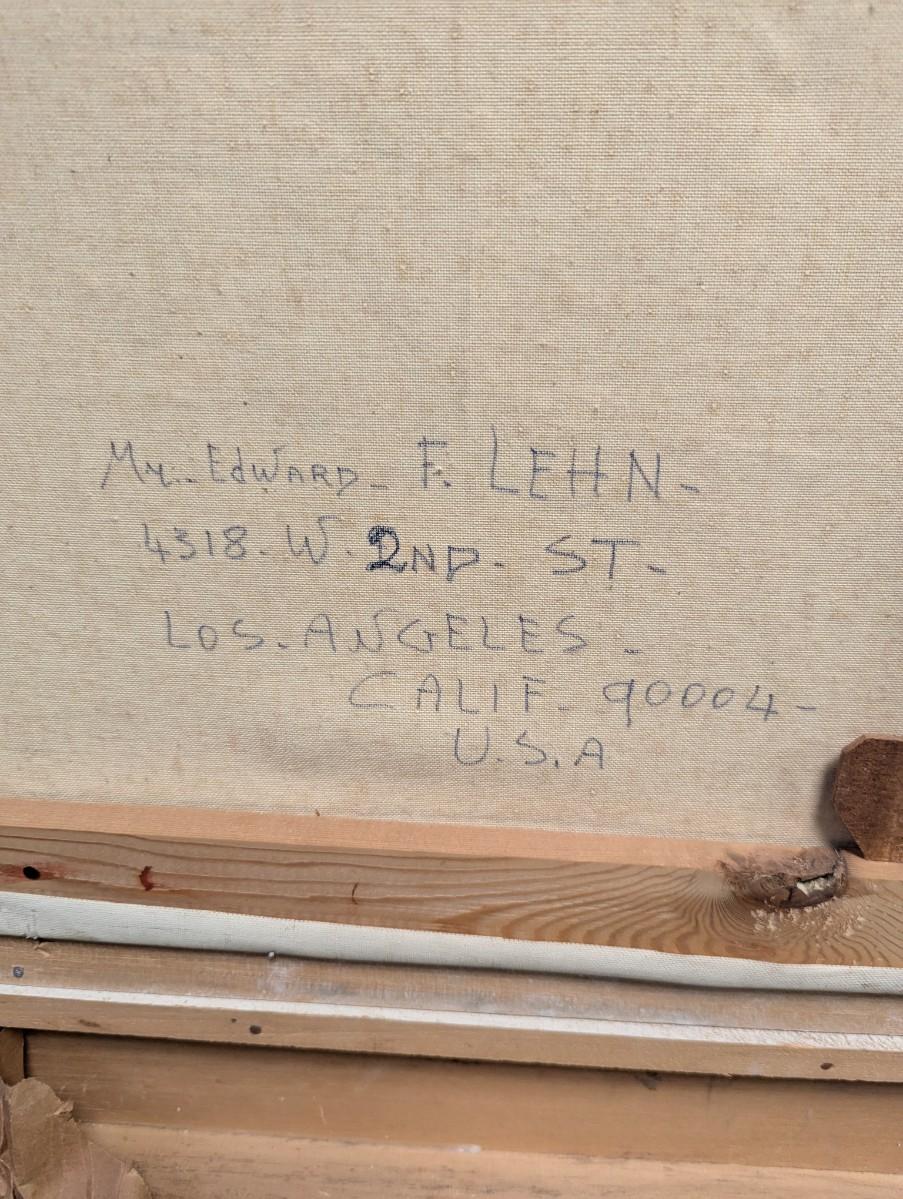 Mr. EdWARD - F. LEHN -
4318. W. 2ND - ST -
LOS. ANGELES -
CALIF - 90004 -
U.S.A